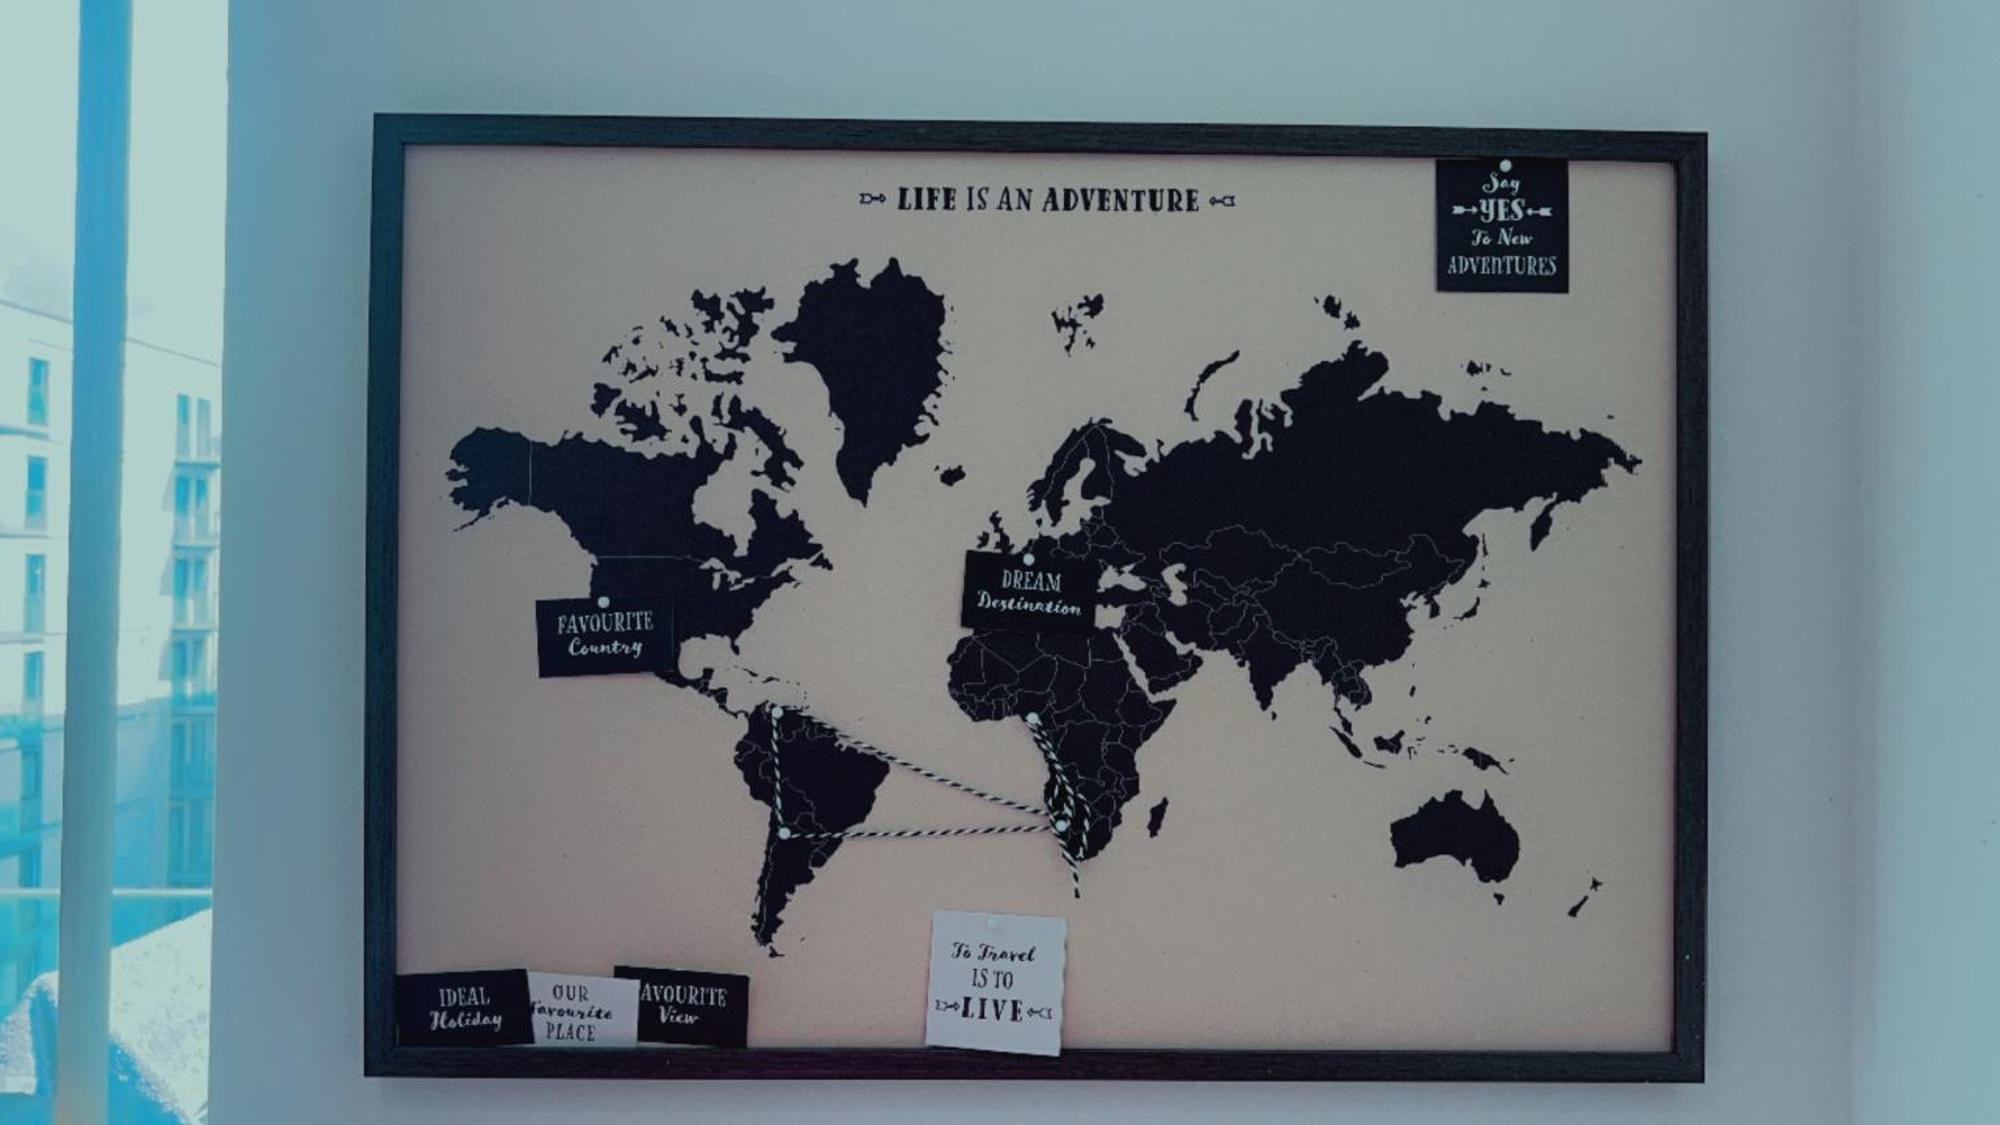 LIFE IS AN ADVENTURE
Say
YES
To New
ADVENTURES
DREAM
Destination
FAVOURITE
Country
To Travel
IS TO
LIVE
IDEAL
Holiday
OUR
Favourite
PLACE
AVOURITE
View